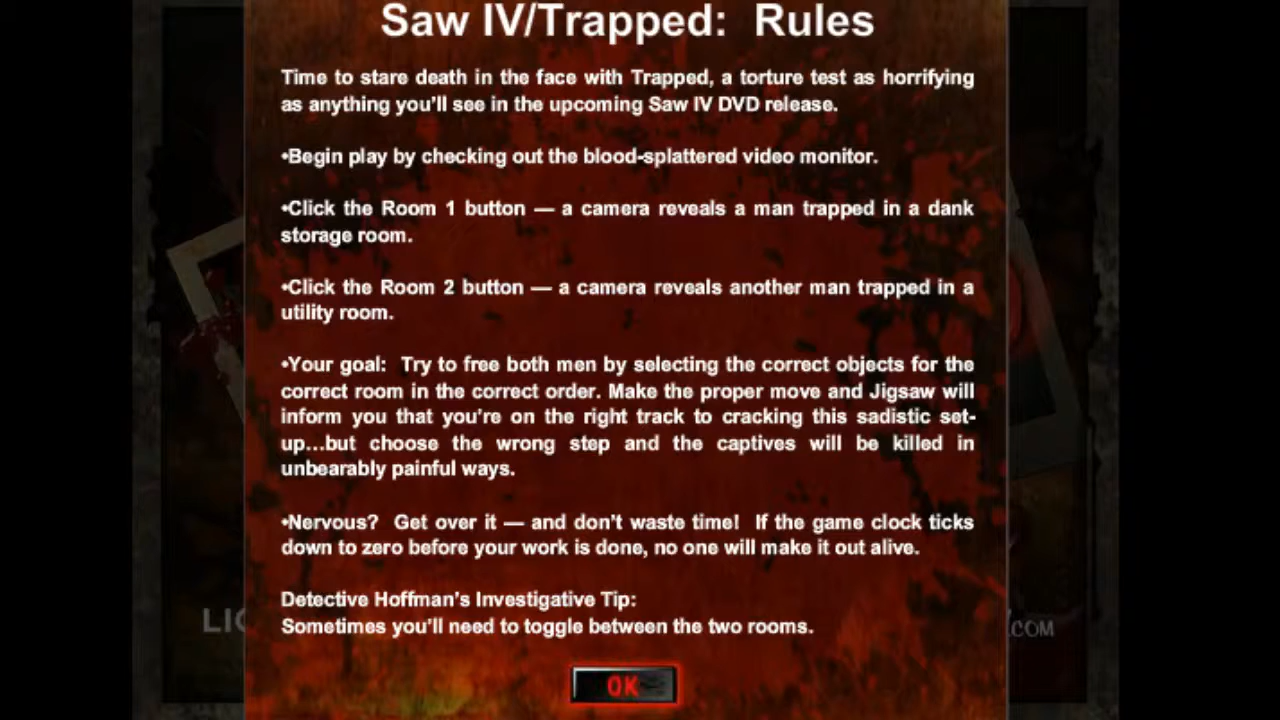 Saw IV/Trapped: Rules
Time to stare death in the face with Trapped, a torture test as horrifying
as anything you'll see in the upcoming Saw IV DVD release.
•Begin play by checking out the blood-splattered video monitor.
•Click the Room 1 button — a camera reveals a man trapped in a dank
storage room.
•Click the Room 2 button — a camera reveals another man trapped in a
utility room.
•Your goal: Try to free both men by selecting the correct objects for the
correct room in the correct order. Make the proper move and Jigsaw will
inform you that you're on the right track to cracking this sadistic set-
up...but choose the wrong step and the captives will be killed in
unbearably painful ways.
•Nervous? Get over it — and don't waste time! If the game clock ticks
down to zero before your work is done, no one will make it out alive.
Detective Hoffman's Investigative Tip:
Sometimes you'll need to toggle between the two rooms.
.COM
OK